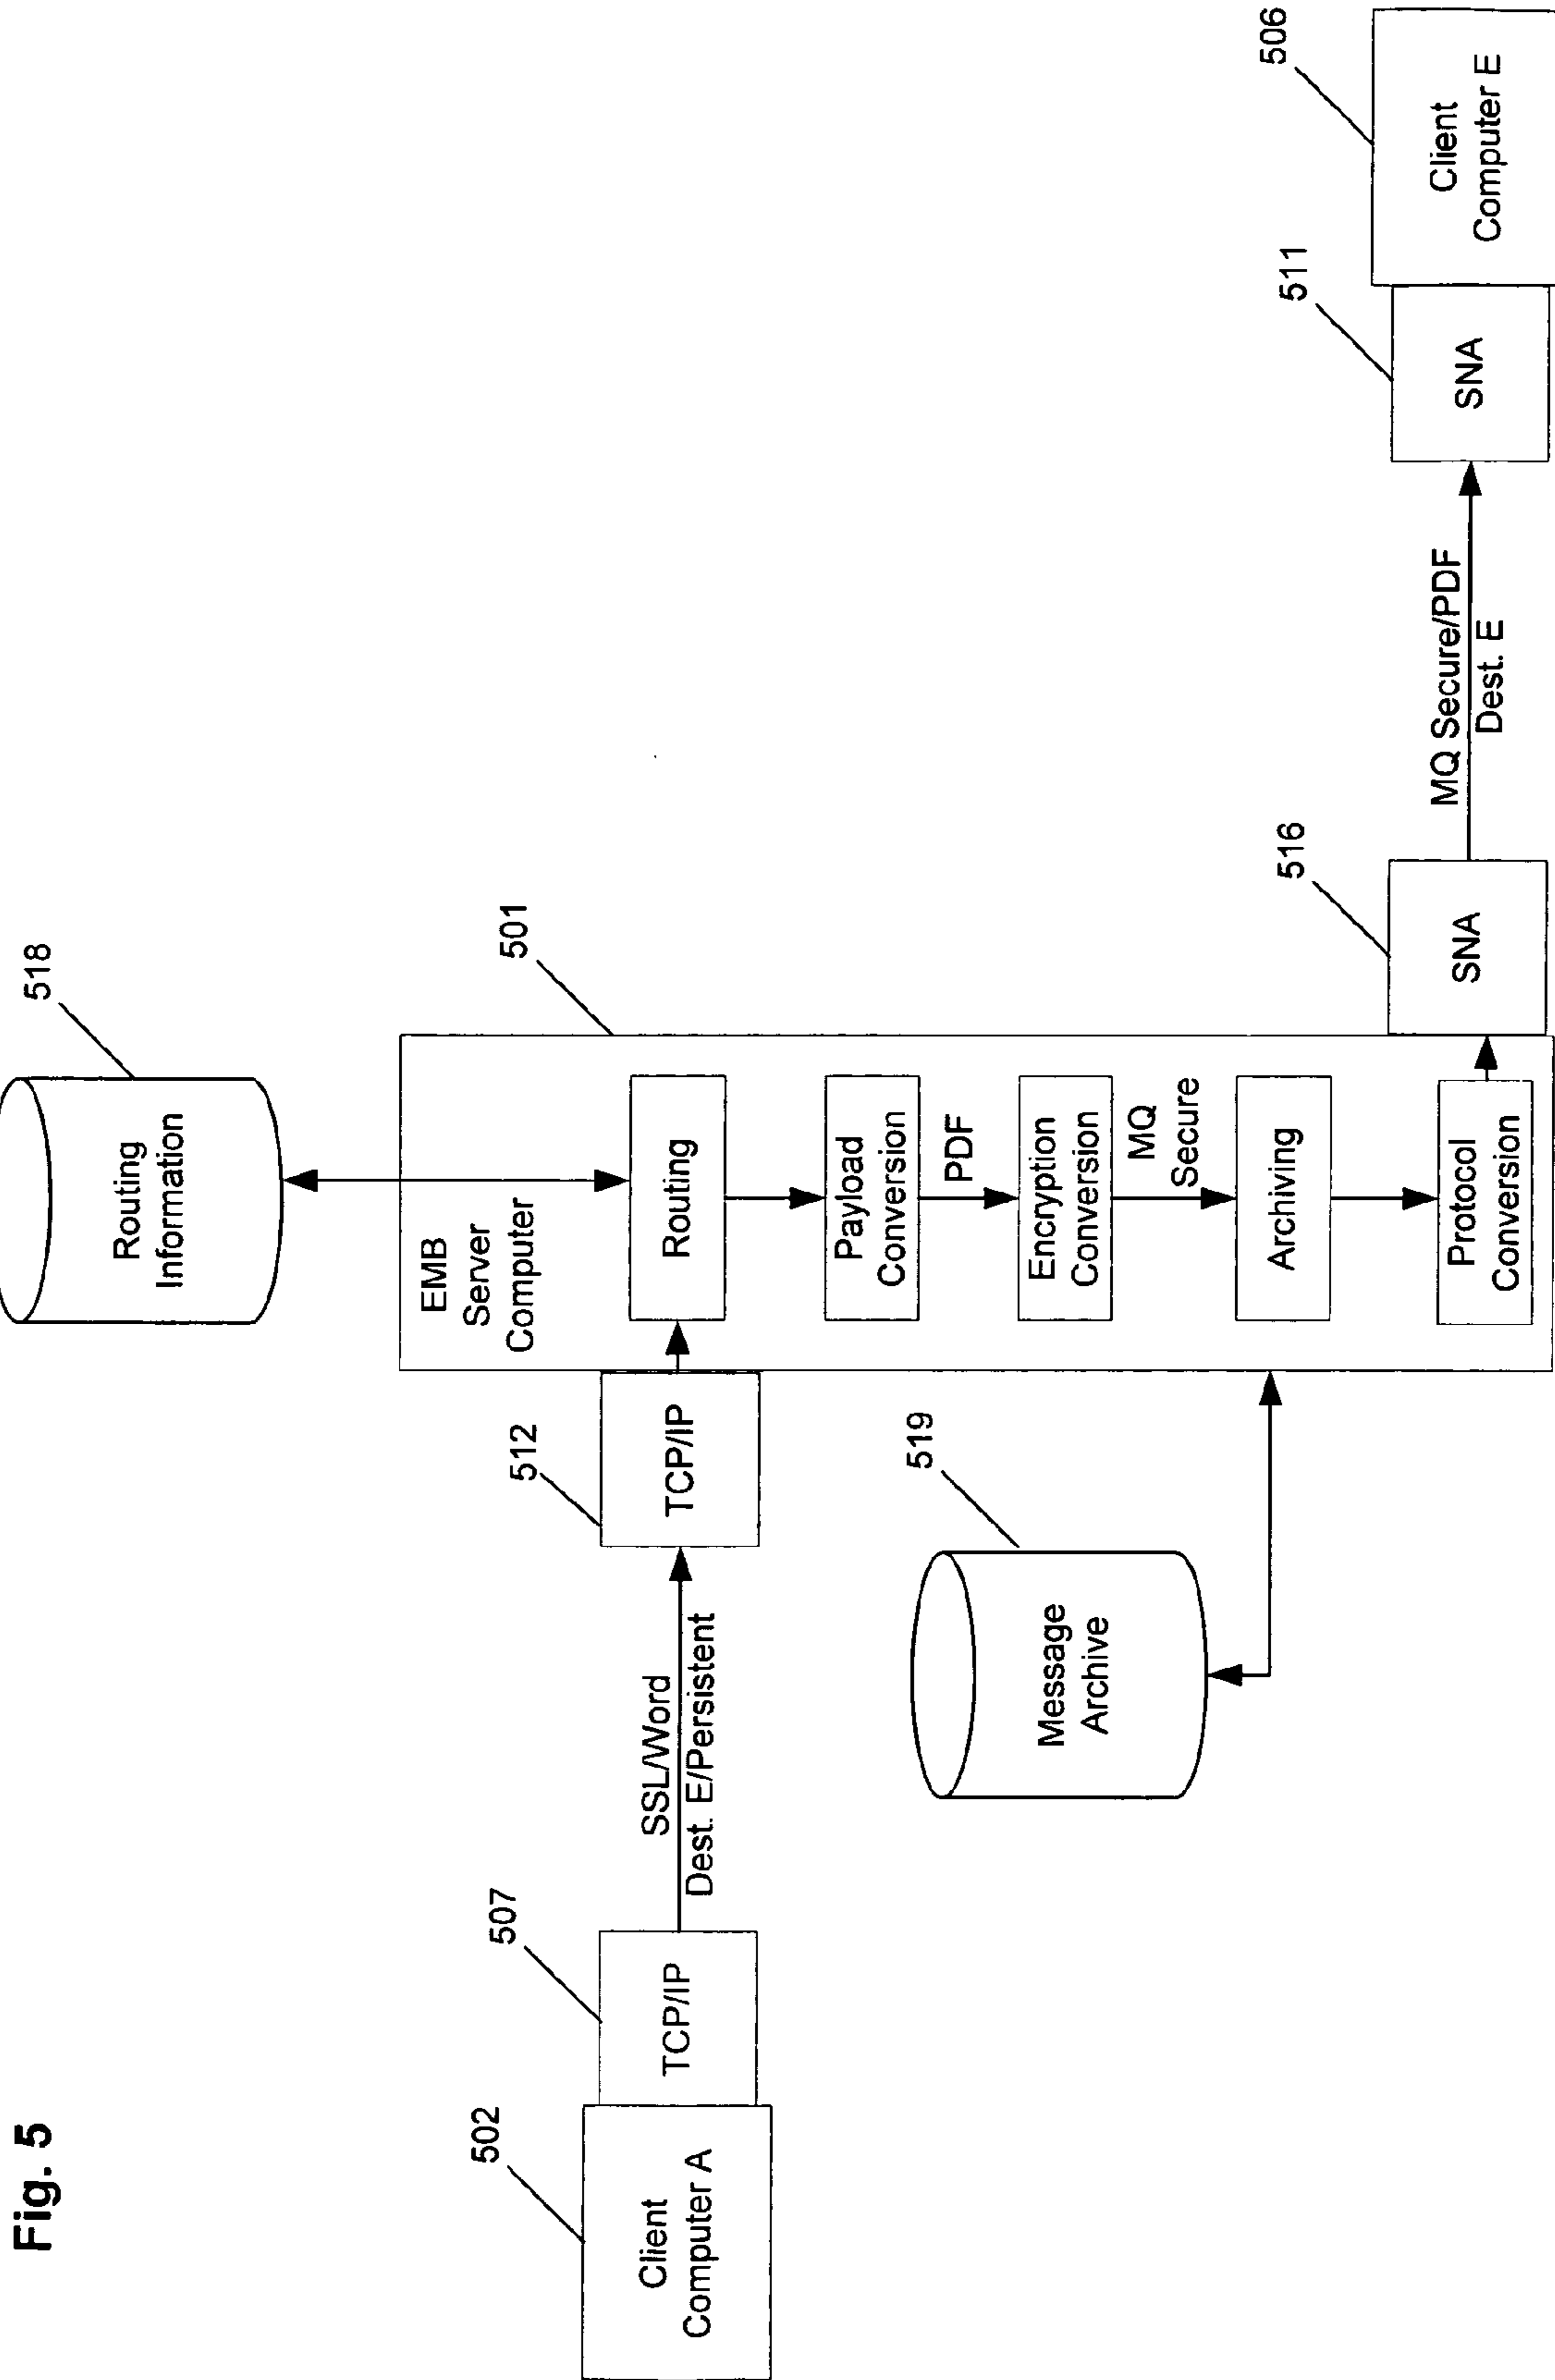 Fig. 5
518
Routing
Information
501
EMB
Server
Computer
502
Client
Computer A
507
TCP/IP
SSL/Word
Dest. E/Persistent
512
TCP/IP
Routing
Payload
Conversion
PDF
Encryption
Conversion
MQ
Secure
Archiving
Protocol
Conversion
519
Message
Archive
516
SNA
MQ Secure/PDF
Dest. E
511
SNA
506
Client
Computer E